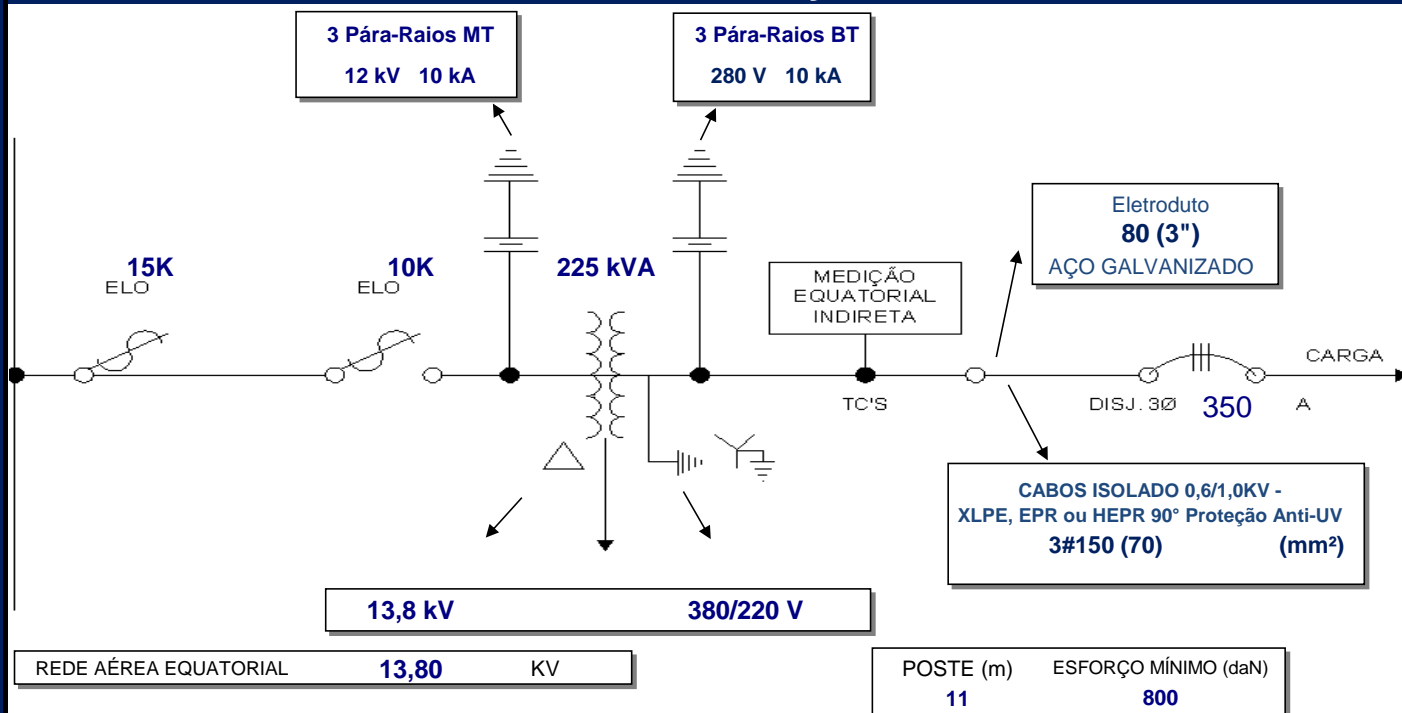 3 Pára-Raios MT
12 kV 10 kA
3 Pára-Raios BT
280 V 10 kA
Eletroduto
80 (3")
AÇO GALVANIZADO
15K
ELO
10K
ELO
225 kVA
MEDIÇÃO
EQUATORIAL
INDIRETA
TC'S
DISJ. 3Ø 350 A
CARGA
CABOS ISOLADO 0,6/1,0KV -
XLPE, EPR ou HEPR 90° Proteção Anti-UV
3#150 (70) (mm²)
13,8 kV 380/220 V
REDE AÉREA EQUATORIAL 13,80 KV
POSTE (m) ESFORÇO MÍNIMO (daN)
11 800